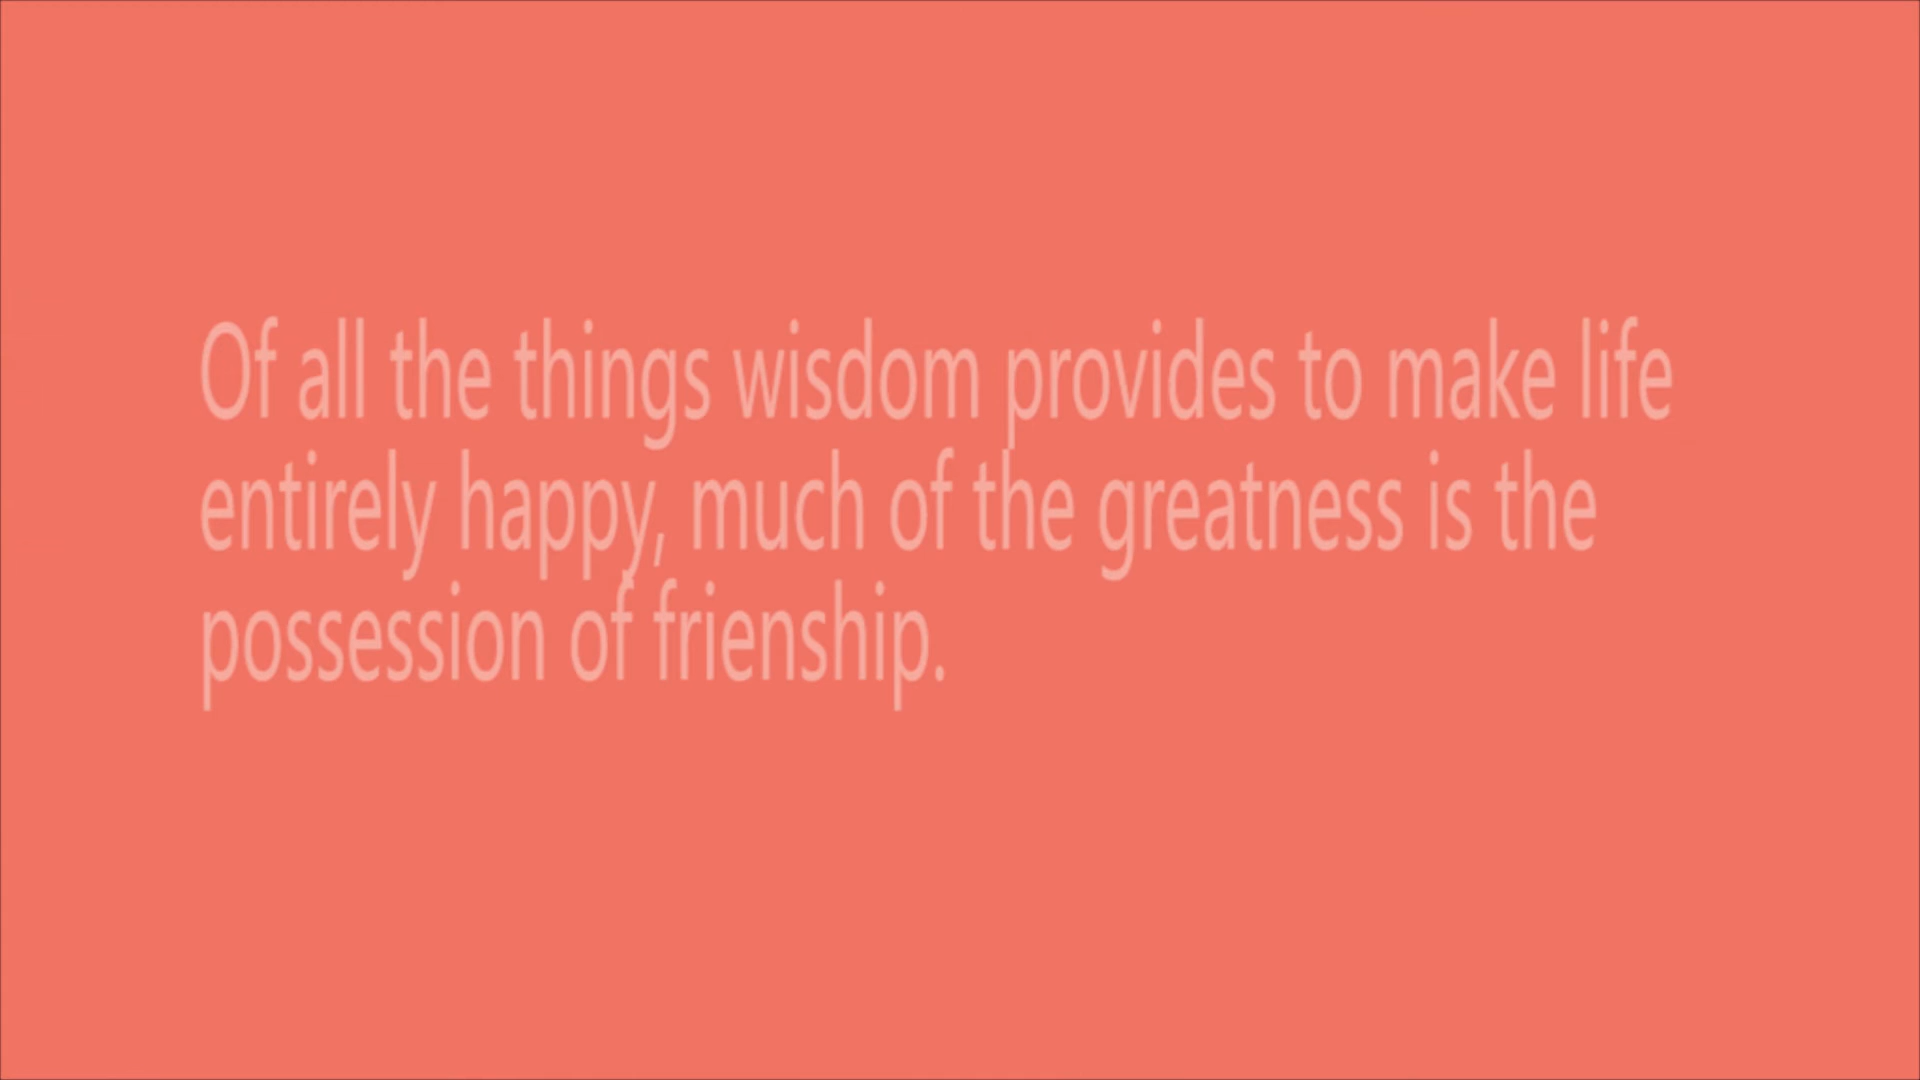 Of all the things wisdom provides to make life
entirely happy, much of the greatness is the
possession of frienship.